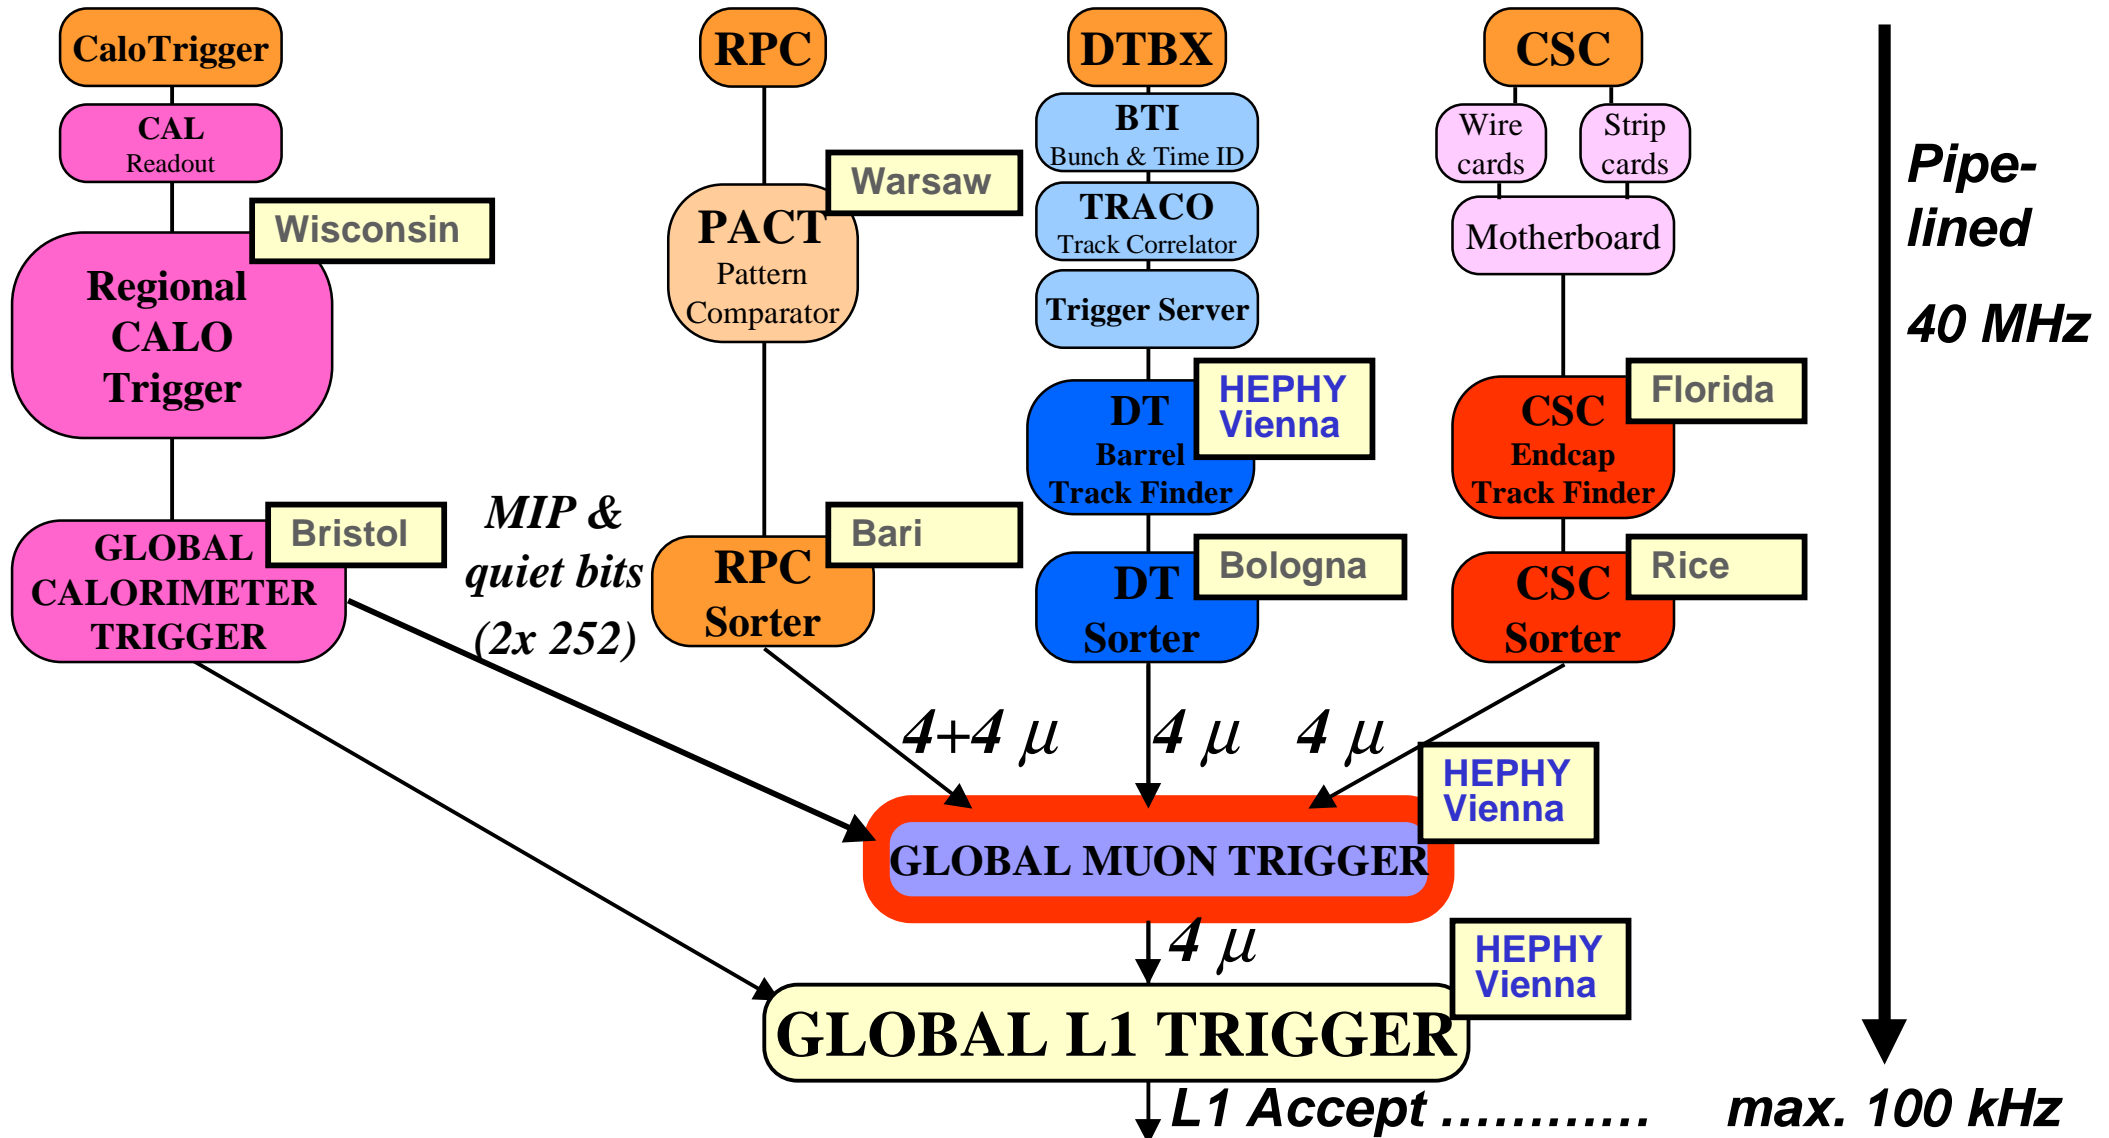 CaloTrigger
CAL
Readout
Wisconsin
Regional
CALO
Trigger
Bristol
GLOBAL
CALORIMETER
TRIGGER
MIP &
quiet bits
(2x 252)
RPC
Warsaw
PACT
Pattern
Comparator
Bari
RPC
Sorter
4+4 μ
DTBX
BTI
Bunch & Time ID
TRACO
Track Correlator
Trigger Server
HEPHY
Vienna
DT
Barrel
Track Finder
Bologna
DT
Sorter
4 μ
CSC
Wire
cards
Strip
cards
Motherboard
Florida
CSC
Endcap
Track Finder
Rice
CSC
Sorter
4 μ
HEPHY
Vienna
GLOBAL MUON TRIGGER
4 μ
HEPHY
Vienna
GLOBAL L1 TRIGGER
L1 Accept ............ max. 100 kHz
Pipe-
lined
40 MHz